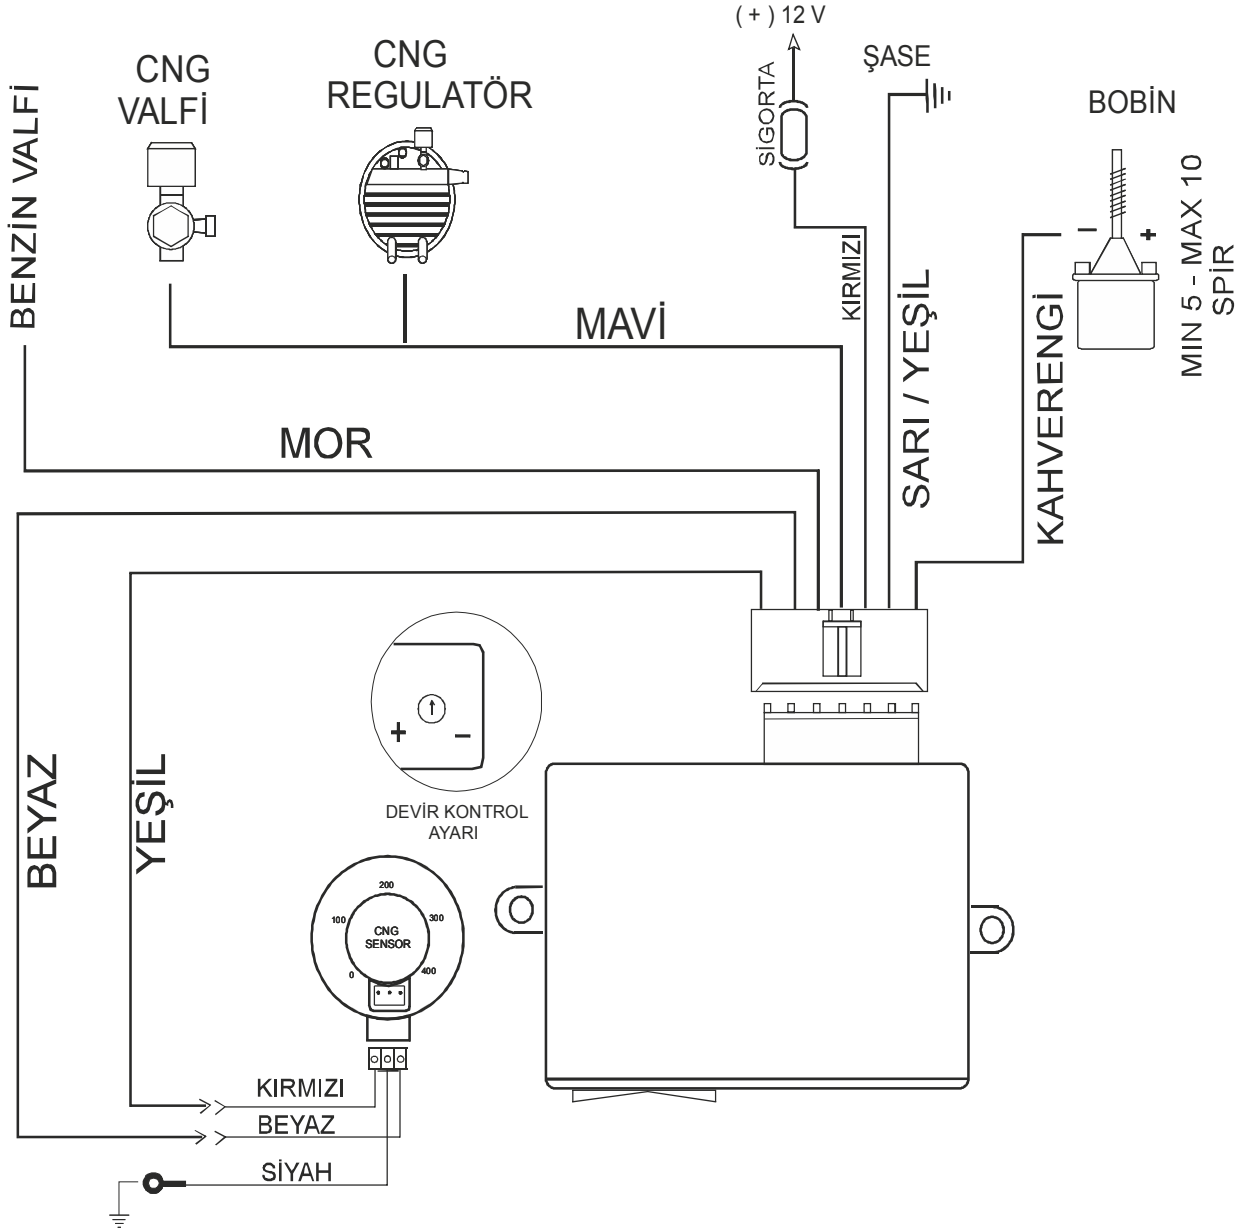 ( + ) 12 V
CNG
VALFİ
CNG
REGULATÖR
ŞASE
SİGORTA
BOBİN
BENZİN VALFİ
MIN 5 - MAX 10
SPİR
-
+
KIRMIZI
MAVİ
SARI / YEŞİL
KAHVERENGİ
MOR
+
-
DEVİR KONTROL
AYARI
BEYAZ
YEŞİL
200
100
300
CNG
SENSOR
0
400
KIRMIZI
BEYAZ
SİYAH